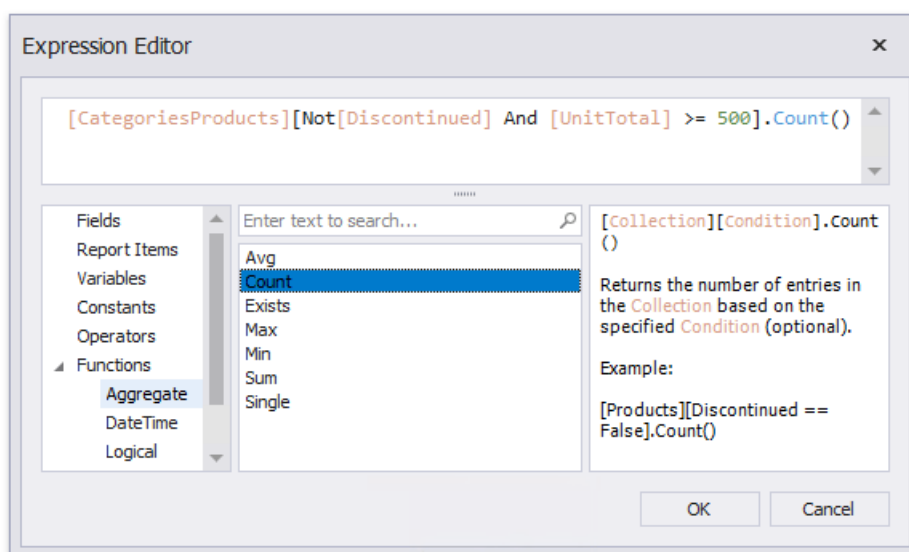 Expression Editor
[CategoriesProducts][Not[Discontinued] And [UnitTotal] >= 500].Count()
Fields
Report Items
Variables
Constants
Operators
Functions
Aggregate
DateTime
Logical
Enter text to search...
Avg
Count
Exists
Max
Min
Sum
Single
[Collection][Condition].Count
()
Returns the number of entries in
the Collection based on the
specified Condition (optional).
Example:
[Products][Discontinued ==
False].Count()
OK
Cancel